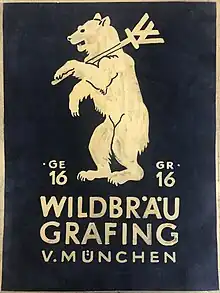 · GE GR ·
16 16
WILDBRÄU
GRAFING
V. MÜNCHEN